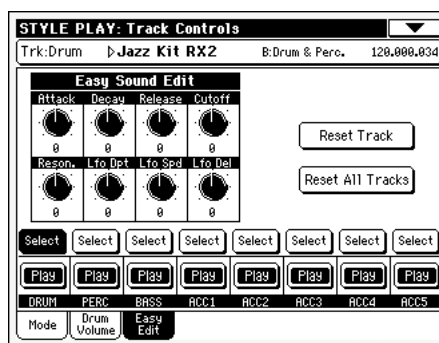 STYLE PLAY: Track Controls
Trk:Drum ▷Jazz Kit RX2 B:Drum & Perc. 120.000.034
Easy Sound Edit
Attack Decay Release Cutoff
0 0 0 0
Reset Track
Reson. Lfo Dpt Lfo Spd Lfo Del
0 0 0 0
Reset All Tracks
Select Select Select Select Select Select Select Select
Play Play Play Play Play Play Play Play
DRUM PERC BASS ACC1 ACC2 ACC3 ACC4 ACC5
Mode Drum Volume Easy Edit